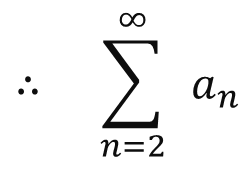 ∴ ∑_{n=2}^{∞} a_n